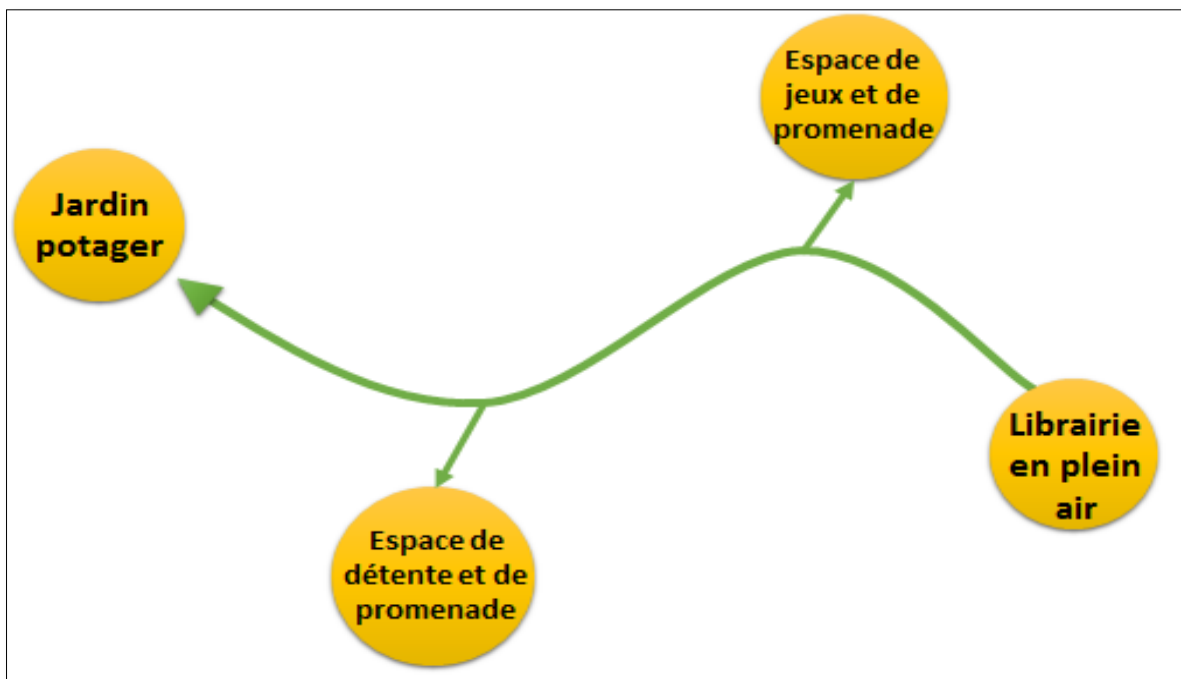 Espace de
jeux et de
promenade
Jardin
potager
Librairie
en plein
air
Espace de
détente et de
promenade